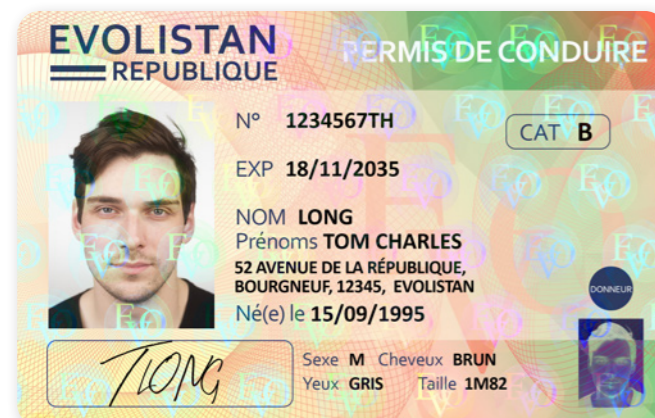 EVOLISTAN
REPUBLIQUE
PERMIS DE CONDUIRE
N° 1234567TH
CAT B
EXP 18/11/2035
NOM LONG
Prénoms TOM CHARLES
52 AVENUE DE LA RÉPUBLIQUE,
BOURGNEUF, 12345, EVOLISTAN
Né(e) le 15/09/1995
DONNEUR
TLONG
Sexe M Cheveux BRUN
Yeux GRIS Taille 1M82